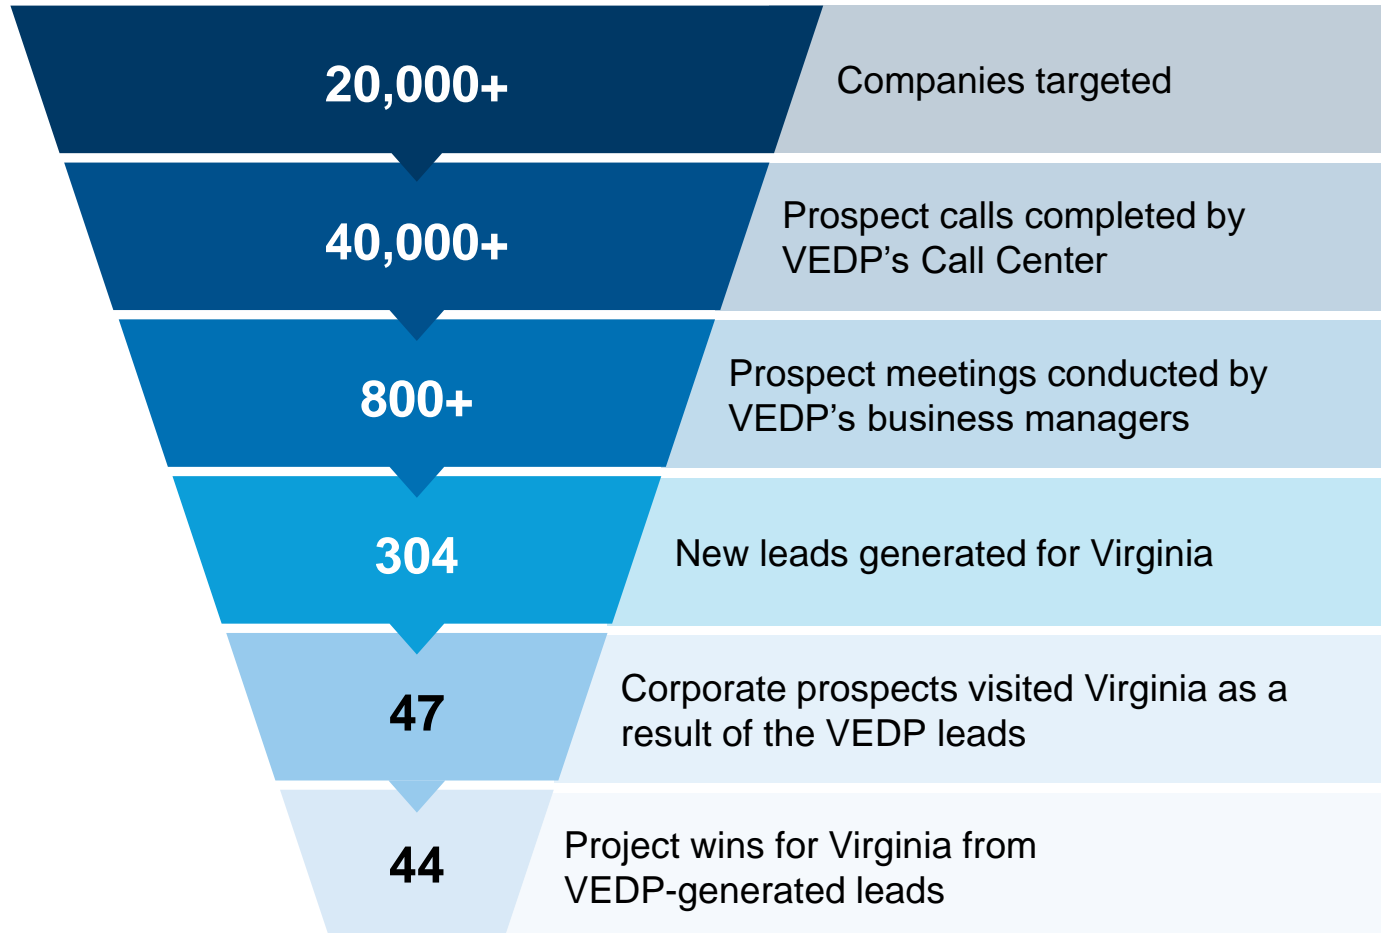 20,000+
Companies targeted
40,000+
Prospect calls completed by
VEDP’s Call Center
800+
Prospect meetings conducted by
VEDP’s business managers
304
New leads generated for Virginia
47
Corporate prospects visited Virginia as a
result of the VEDP leads
44
Project wins for Virginia from
VEDP-generated leads